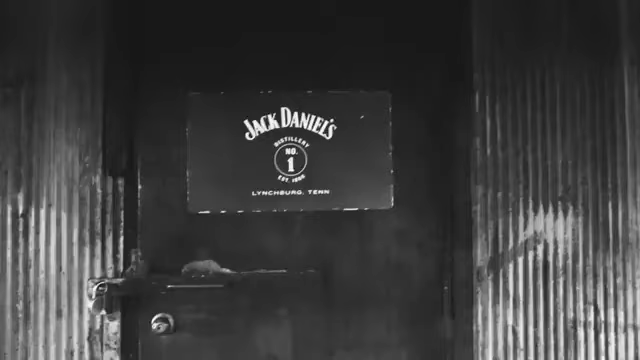 JACK DANIEL'S
DISTILLERY
NO.
1
EST. 1866
LYNCHBURG, TENN